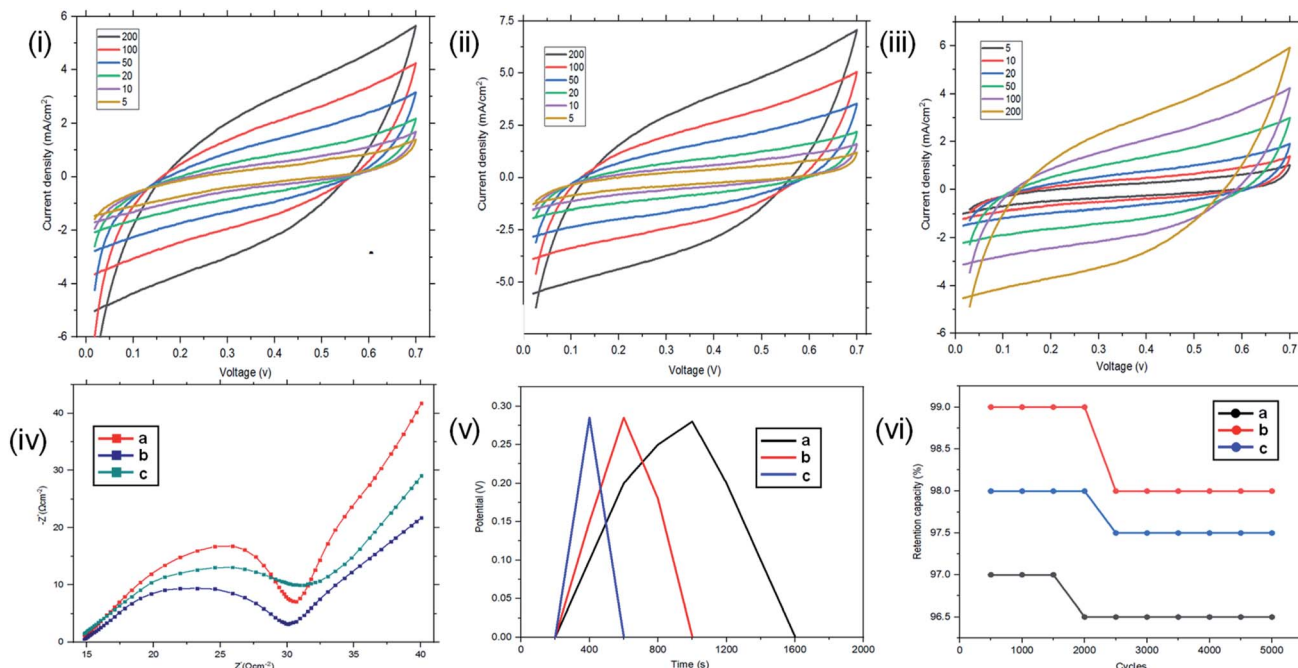 (i)
200
100
50
20
10
5
6
4
2
0
-2
-4
-6
Current density (mA/cm²)
0.0 0.1 0.2 0.3 0.4 0.5 0.6 0.7
Voltage (v)
(ii)
200
100
50
20
10
5
7.5
5.0
2.5
0.0
-2.5
-5.0
Current density (mA/cm²)
0.0 0.1 0.2 0.3 0.4 0.5 0.6 0.7
Voltage (V)
(iii)
5
10
20
50
100
200
6
4
2
0
-2
-4
-6
Current density (mA/cm²)
0.0 0.1 0.2 0.3 0.4 0.5 0.6 0.7
Voltage (v)
(iv)
a
b
c
40
30
20
10
0
-Z″(Ωcm⁻²)
15 20 25 30 35 40
Z′(Ωcm⁻²)
(v)
a
b
c
0.30
0.25
0.20
0.15
0.10
0.05
0.00
Potential (V)
0 400 800 1200 1600 2000
Time (s)
(vi)
a
b
c
99.0
98.5
98.0
97.5
97.0
96.5
Retention capacity (%)
0 1000 2000 3000 4000 5000
Cycles